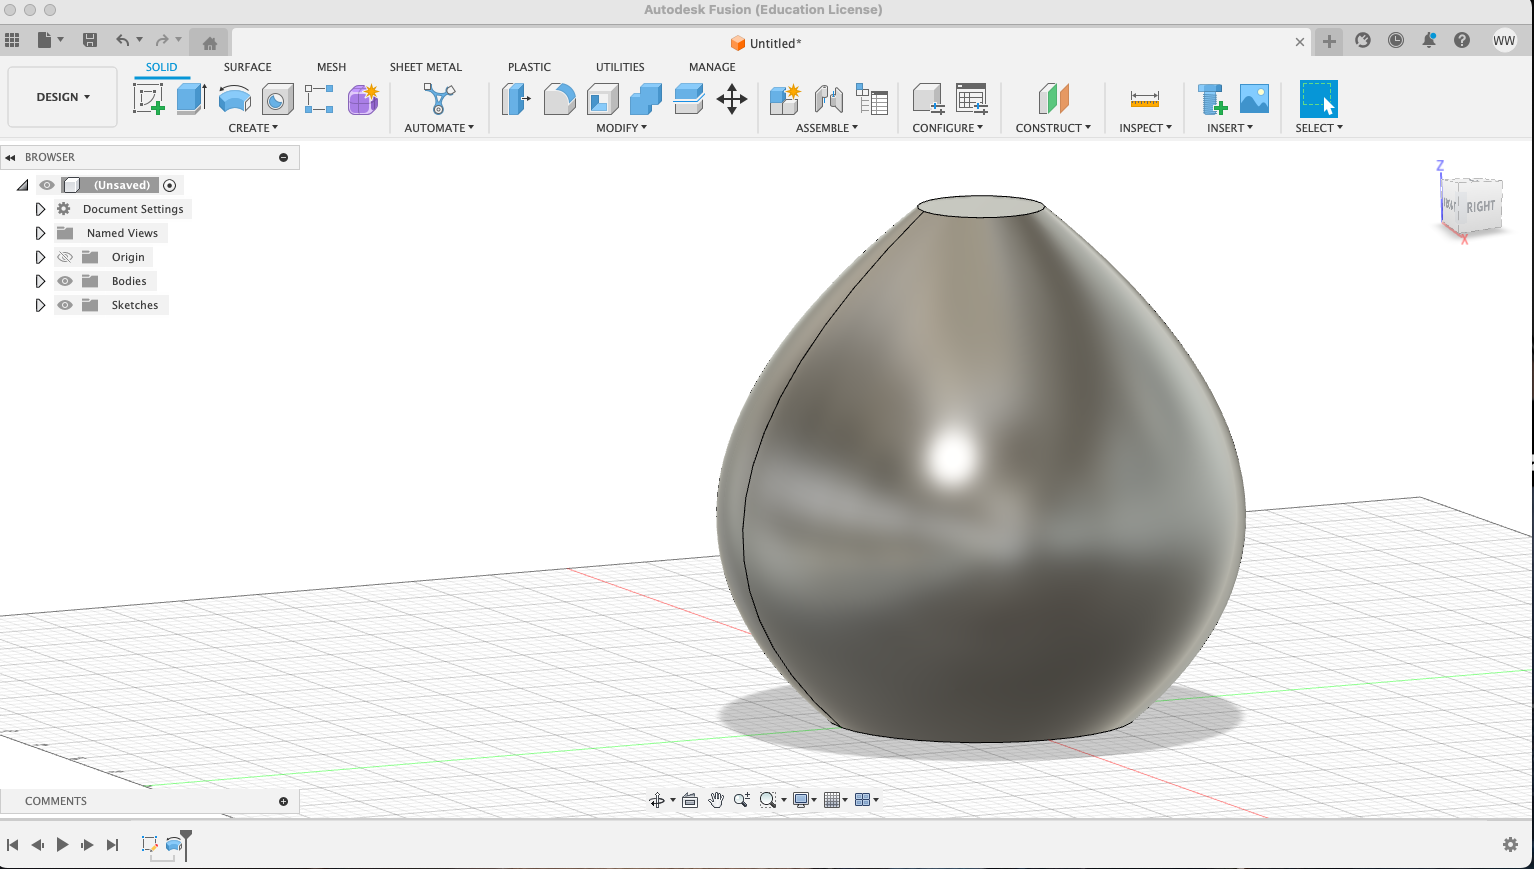 Autodesk Fusion (Education License)
Untitled*
WW
SOLID SURFACE MESH SHEET METAL PLASTIC UTILITIES MANAGE
DESIGN
CREATE AUTOMATE MODIFY ASSEMBLE CONFIGURE CONSTRUCT INSPECT INSERT SELECT
BROWSER
(Unsaved)
Document Settings
Named Views
Origin
Bodies
Sketches
Z
RIGHT
X
COMMENTS